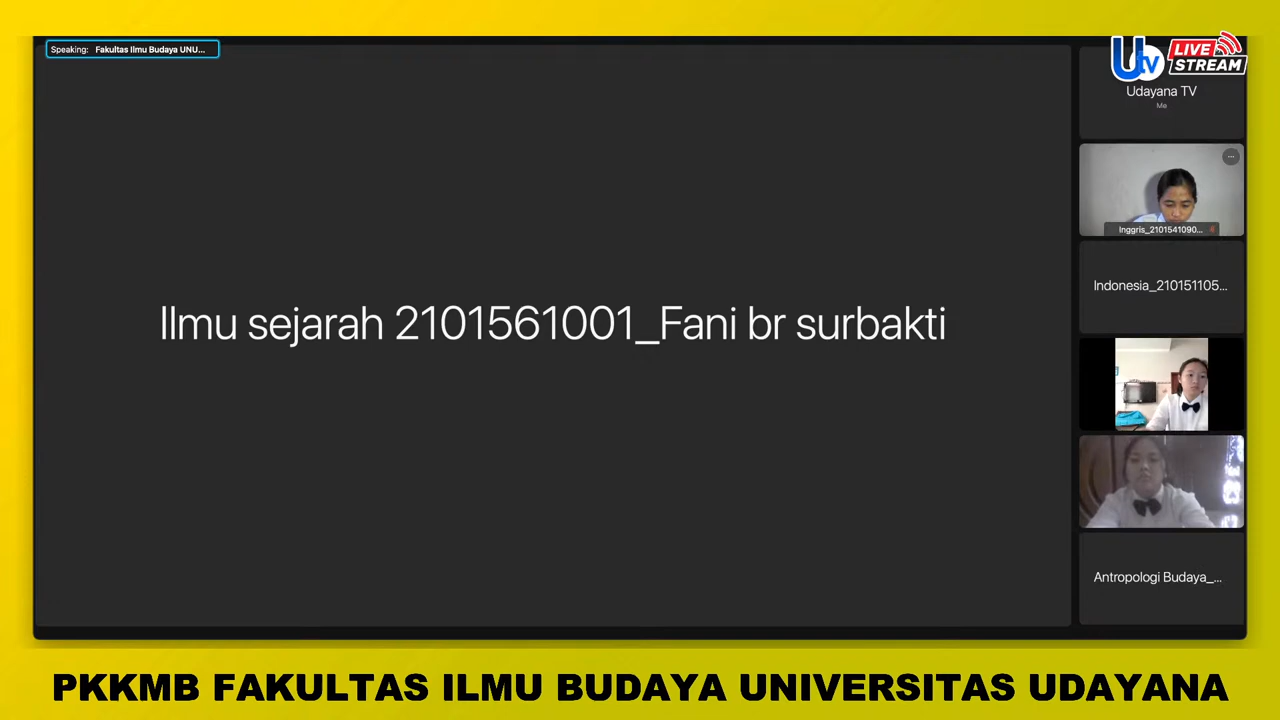 Speaking: Fakultas Ilmu Budaya UNU...
U tv
LIVE
STREAM
Udayana TV
Me
Inggris_2101541090...
Indonesia_210151105...
Ilmu sejarah 2101561001_Fani br surbakti
Antropologi Budaya_...
PKKMB FAKULTAS ILMU BUDAYA UNIVERSITAS UDAYANA